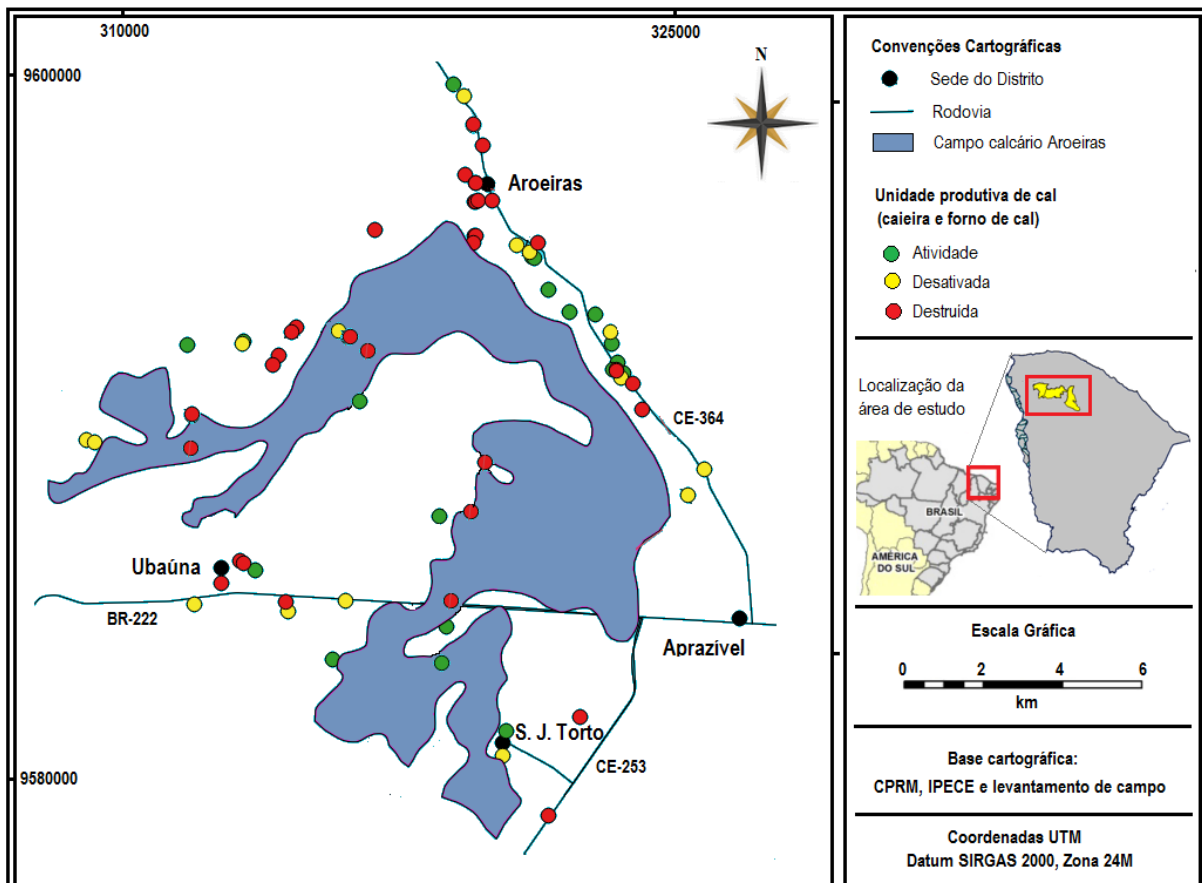 310000
325000
9600000
N
Aroeiras
CE-364
Ubaúna
BR-222
Aprazível
S. J. Torto
CE-253
9580000
Convenções Cartográficas
Sede do Distrito
Rodovia
Campo calcário Aroeiras
Unidade produtiva de cal
(caieira e forno de cal)
Atividade
Desativada
Destruída
Localização da
área de estudo
BRASIL
AMÉRICA
DO SUL
Escala Gráfica
0 2 4 6
km
Base cartográfica:
CPRM, IPECE e levantamento de campo
Coordenadas UTM
Datum SIRGAS 2000, Zona 24M